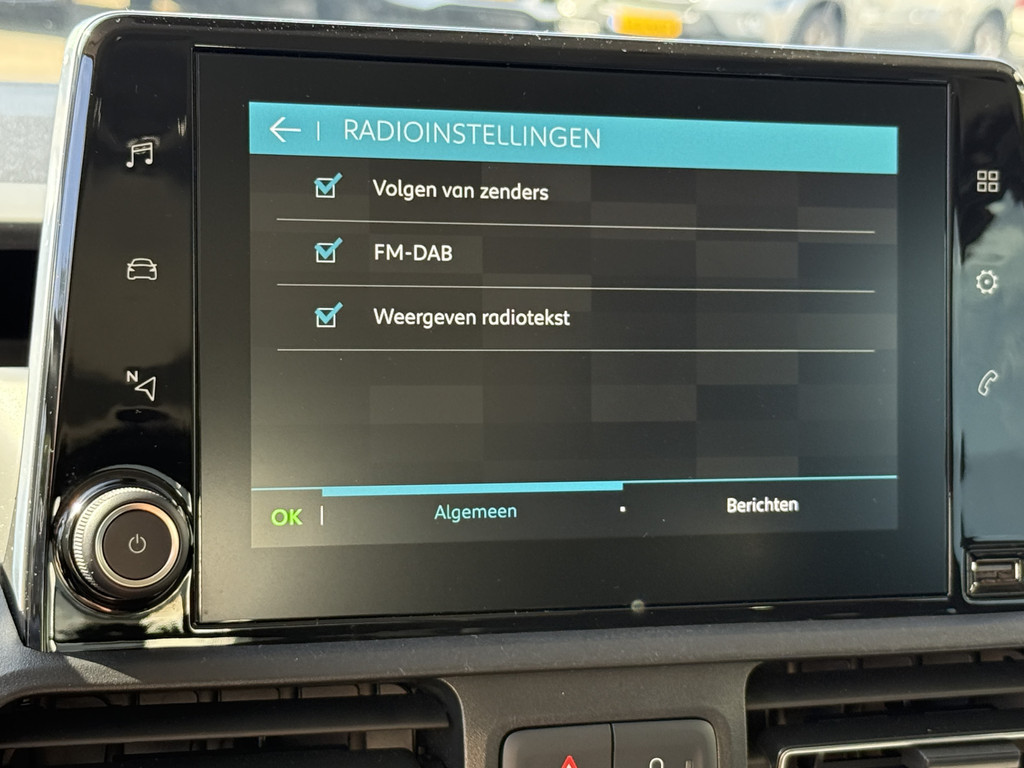 RADIOINSTELLINGEN
Volgen van zenders
FM-DAB
Weergeven radiotekst
N
OK
Algemeen
Berichten